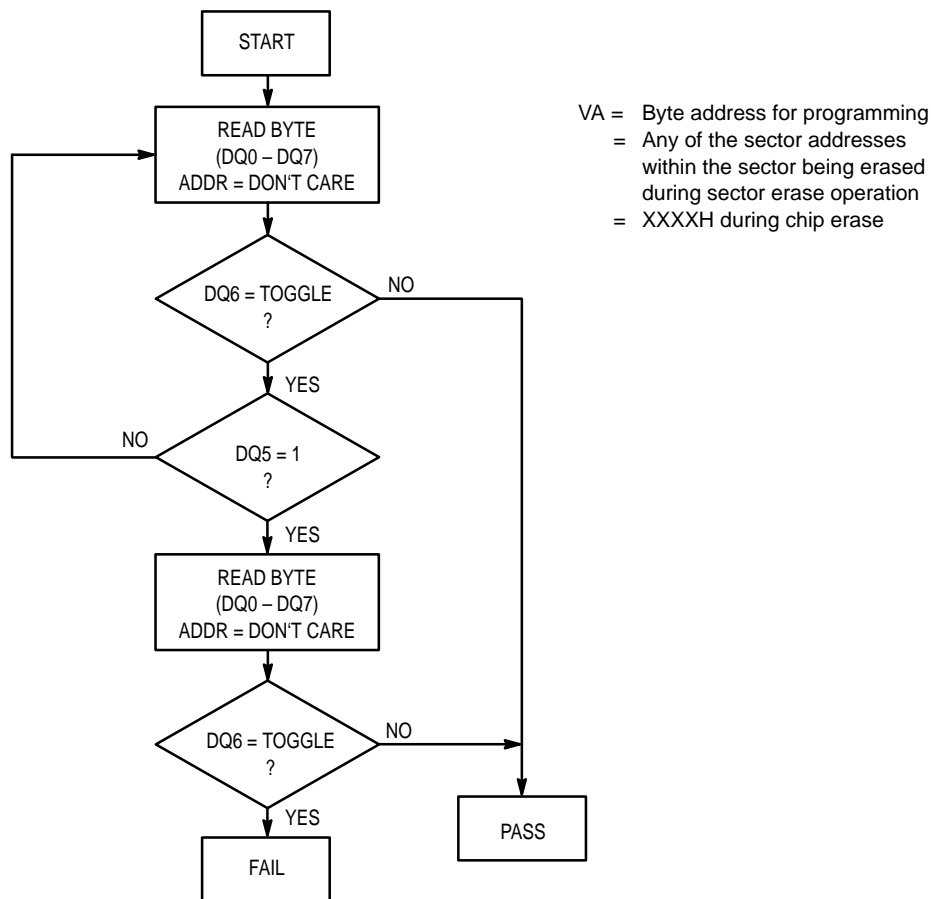 START
READ BYTE
(DQ0 – DQ7)
ADDR = DON‘T CARE
VA = Byte address for programming
= Any of the sector addresses
within the sector being erased
during sector erase operation
= XXXXH during chip erase
DQ6 = TOGGLE
?
NO
YES
NO
DQ5 = 1
?
YES
READ BYTE
(DQ0 – DQ7)
ADDR = DON‘T CARE
DQ6 = TOGGLE
?
NO
YES
PASS
FAIL